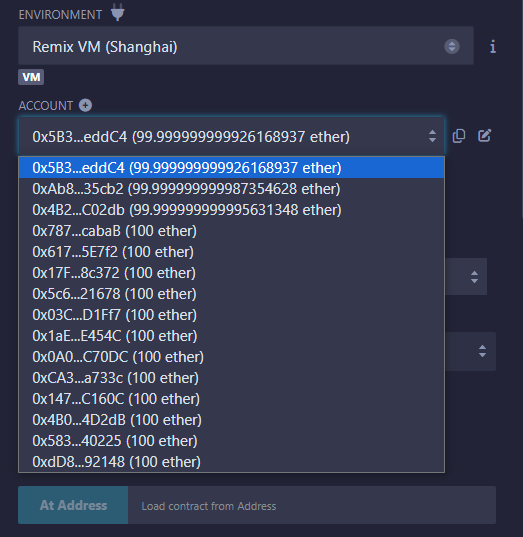 ENVIRONMENT
Remix VM (Shanghai)
i
VM
ACCOUNT
0x5B3...eddC4 (99.999999999926168937 ether)
0x5B3...eddC4 (99.999999999926168937 ether)
0xAb8...35cb2 (99.999999999987354628 ether)
0x4B2...C02db (99.999999999995631348 ether)
0x787...cabaB (100 ether)
0x617...5E7f2 (100 ether)
0x17F...8c372 (100 ether)
0x5c6...21678 (100 ether)
0x03C...D1Ff7 (100 ether)
0x1aE...E454C (100 ether)
0x0A0...C70DC (100 ether)
0xCA3...a733c (100 ether)
0x147...C160C (100 ether)
0x4B0...4D2dB (100 ether)
0x583...40225 (100 ether)
0xdD8...92148 (100 ether)
At Address
Load contract from Address